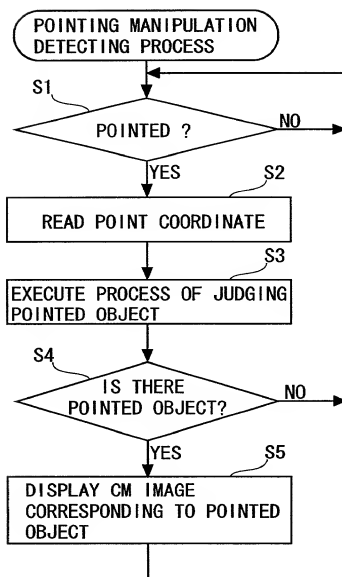 POINTING MANIPULATION
DETECTING PROCESS
S1
POINTED ?
NO
YES
S2
READ POINT COORDINATE
S3
EXECUTE PROCESS OF JUDGING
POINTED OBJECT
S4
IS THERE
POINTED OBJECT?
NO
YES
S5
DISPLAY CM IMAGE
CORRESPONDING TO POINTED
OBJECT